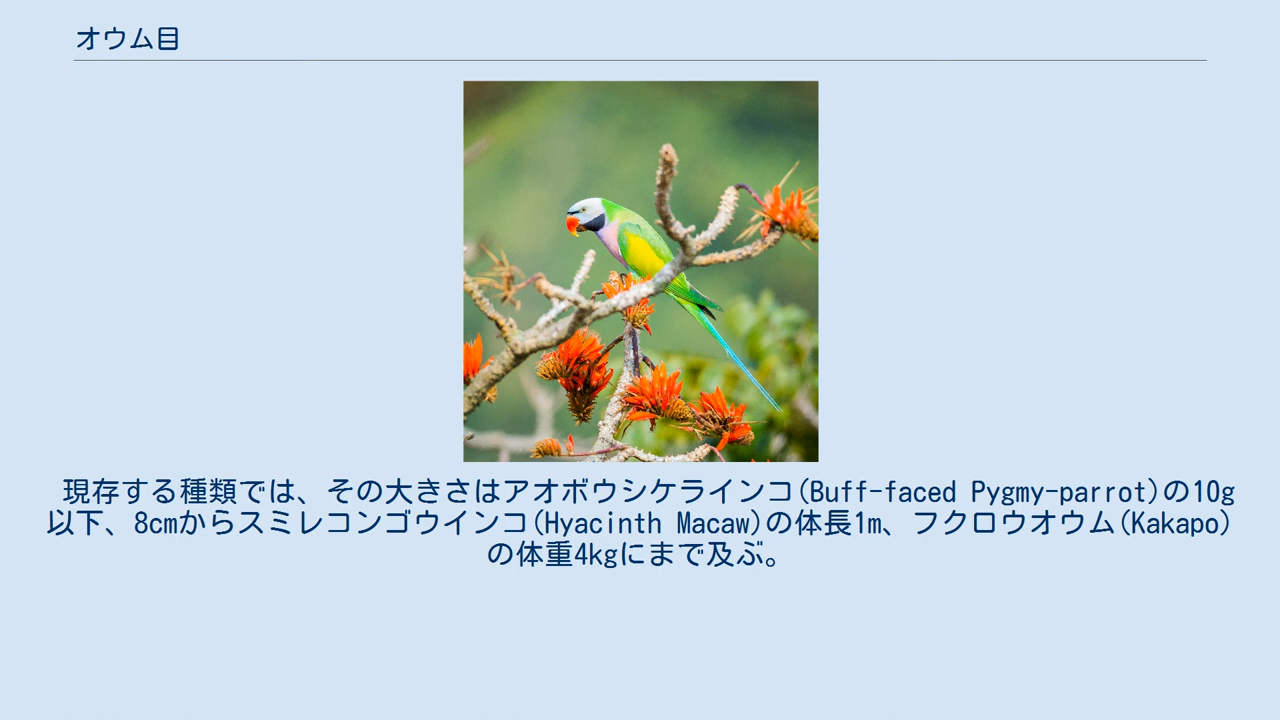 オウム目
現存する種類では、その大きさはアオボウシケラインコ(Buff-faced Pygmy-parrot)の10g
以下、8cmからスミレコンゴウインコ(Hyacinth Macaw)の体長1m、フクロウオウム(Kakapo)
の体重4kgにまで及ぶ。